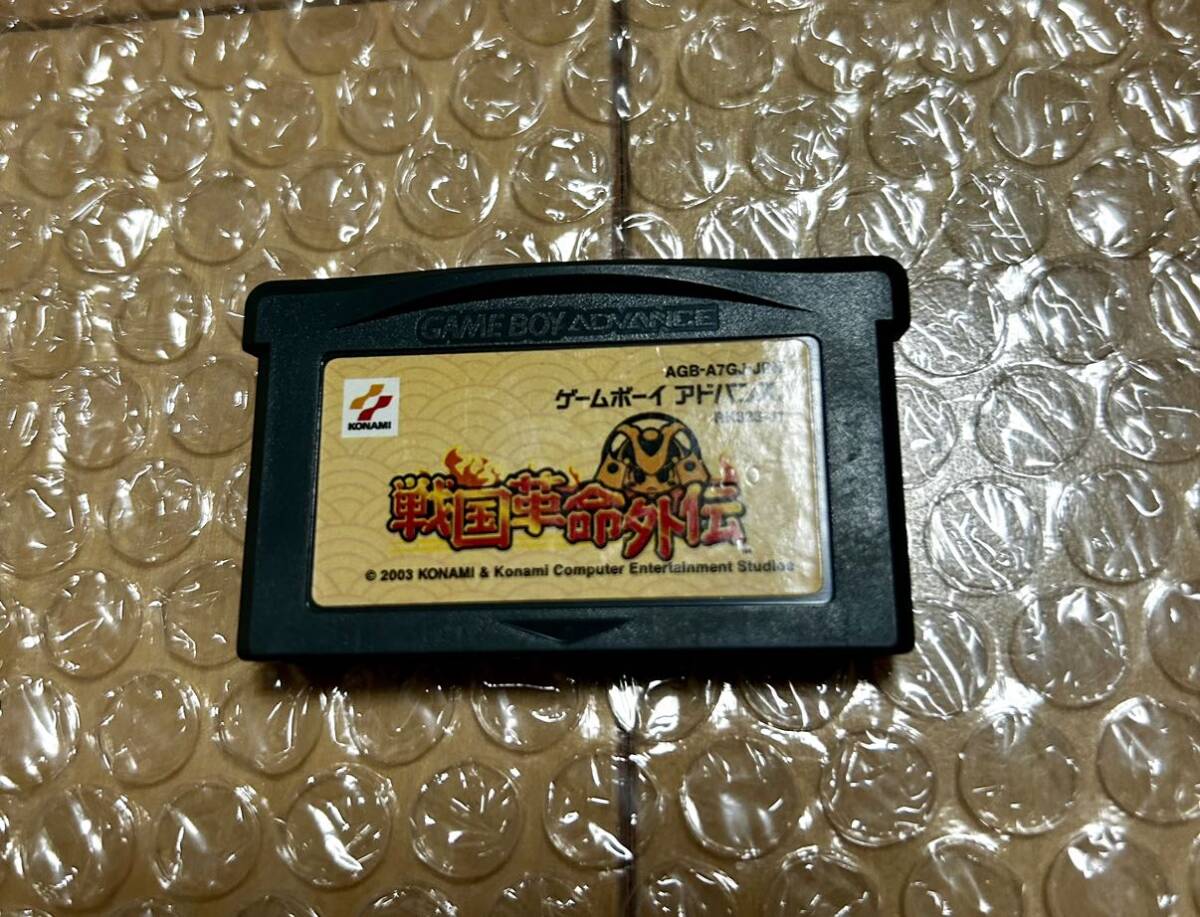 GAME BOY ADVANCE
KONAMI
AGB-A7GJ-JPN
ゲームボーイ アドバンス
戦国革命外伝
© 2003 KONAMI & Konami Computer Entertainment Studios